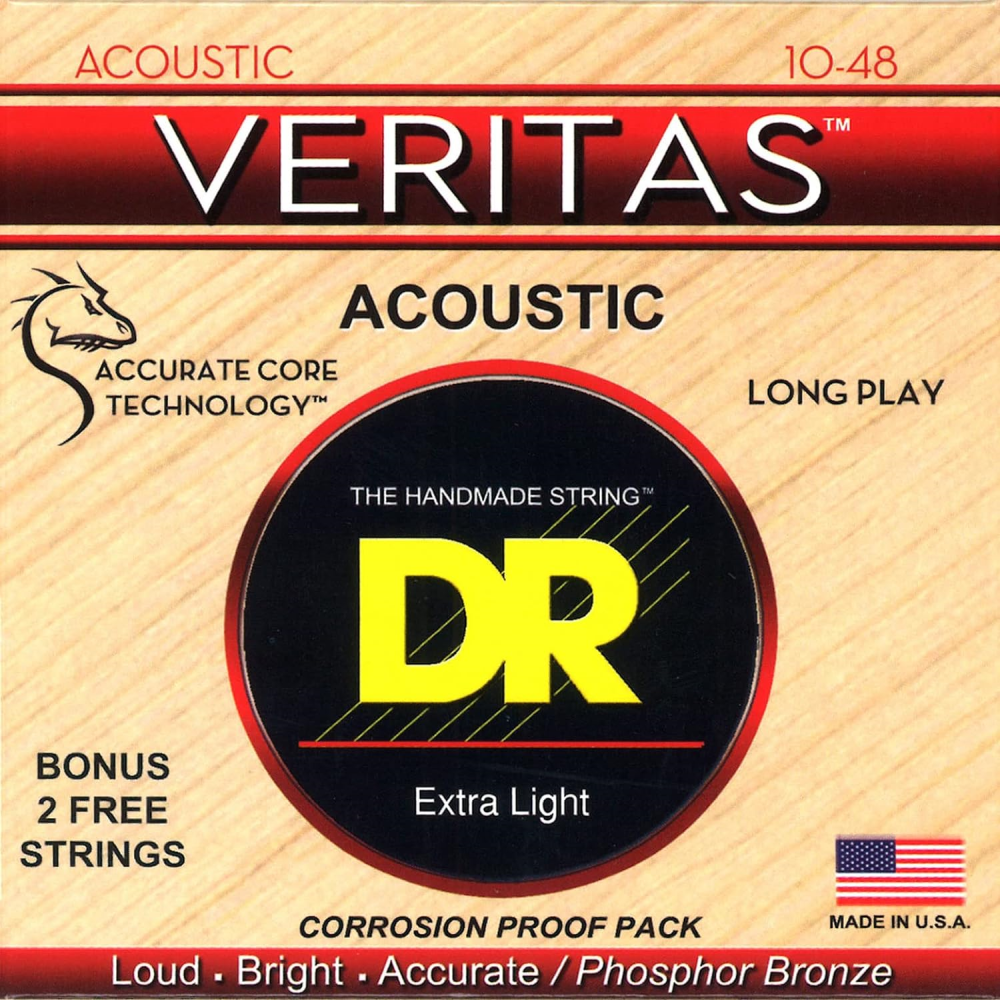 ACOUSTIC 10-48
VERITAS™
ACOUSTIC
ACCURATE CORE
TECHNOLOGY™
LONG PLAY
THE HANDMADE STRING™
DR
Extra Light
BONUS
2 FREE
STRINGS
MADE IN U.S.A.
CORROSION PROOF PACK
Loud . Bright . Accurate / Phosphor Bronze